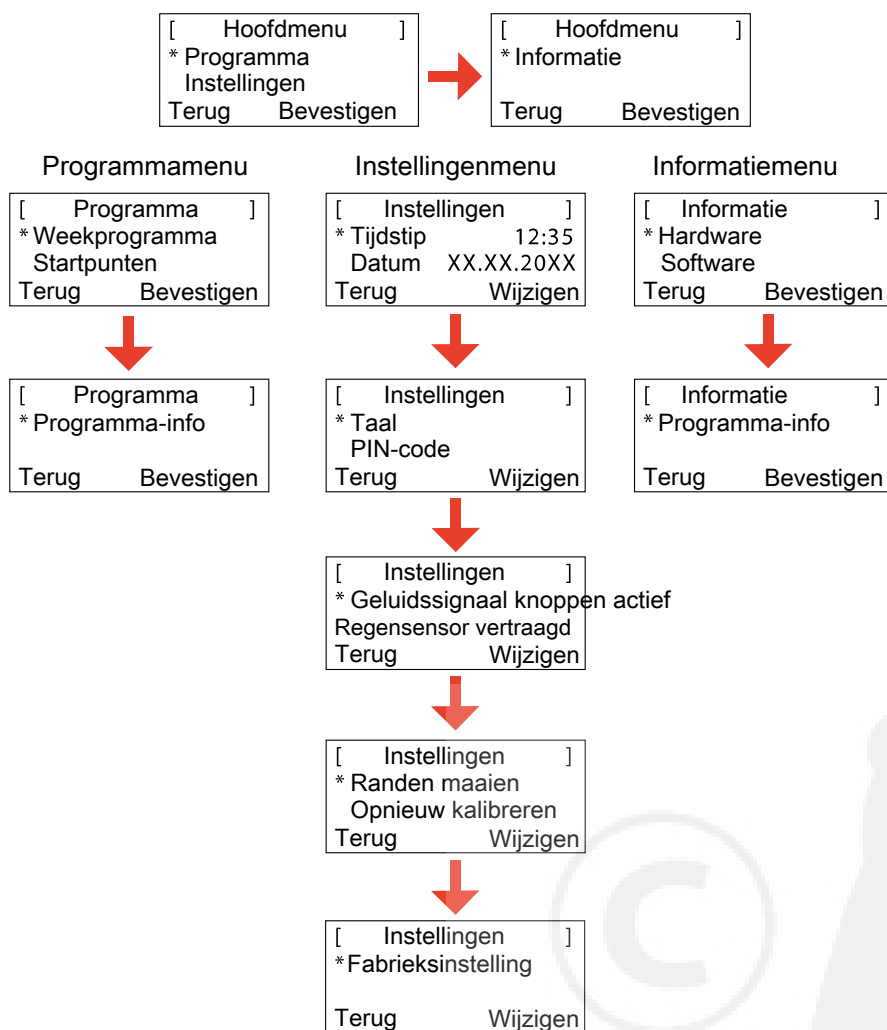 [ Hoofdmenu ]
* Programma
Instellingen
Terug Bevestigen
[ Hoofdmenu ]
* Informatie
Terug Bevestigen
Programmamenu
[ Programma ]
* Weekprogramma
Startpunten
Terug Bevestigen
[ Programma ]
* Programma-info
Terug Bevestigen
Instellingenmenu
[ Instellingen ]
* Tijdstip 12:35
Datum XX.XX.20XX
Terug Wijzigen
[ Instellingen ]
* Taal
PIN-code
Terug Wijzigen
[ Instellingen ]
* Geluidssignaal knoppen actief
Regensensor vertraagd
Terug Wijzigen
[ Instellingen ]
* Randen maaien
Opnieuw kalibreren
Terug Wijzigen
[ Instellingen ]
*Fabrieksinstelling
Terug Wijzigen
Informatiemenu
[ Informatie ]
* Hardware
Software
Terug Bevestigen
[ Informatie ]
* Programma-info
Terug Bevestigen
©